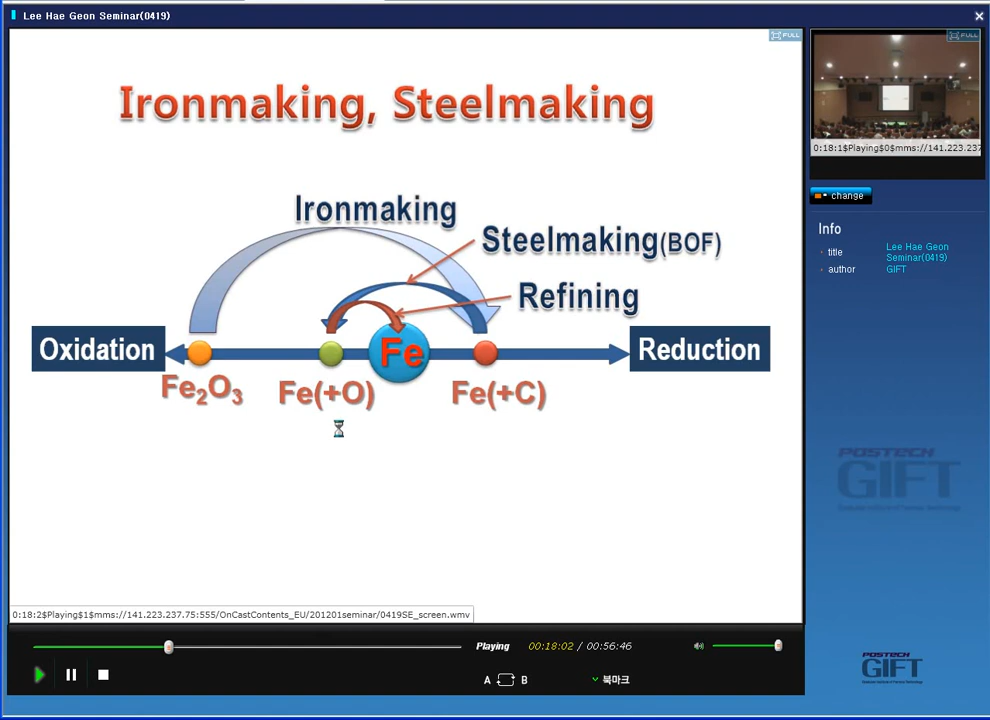 Lee Hae Geon Seminar(0419)
FULL
Ironmaking, Steelmaking
Ironmaking
Steelmaking(BOF)
Refining
Oxidation
Fe
Reduction
Fe₂O₃
Fe(+O)
Fe(+C)
0:18:2$Playing$1$mms://141.223.237.75:555/OnCastContents_EU/201201seminar/0419SE_screen.wmv
Playing
00:18:02 / 00:56:46
A
B
북마크
FULL
0:18:1$Playing$0$mms://141.223.237
change
Info
title
Lee Hae Geon
Seminar(0419)
author
GIFT
POSTECH
GIFT
POSTECH
GIFT